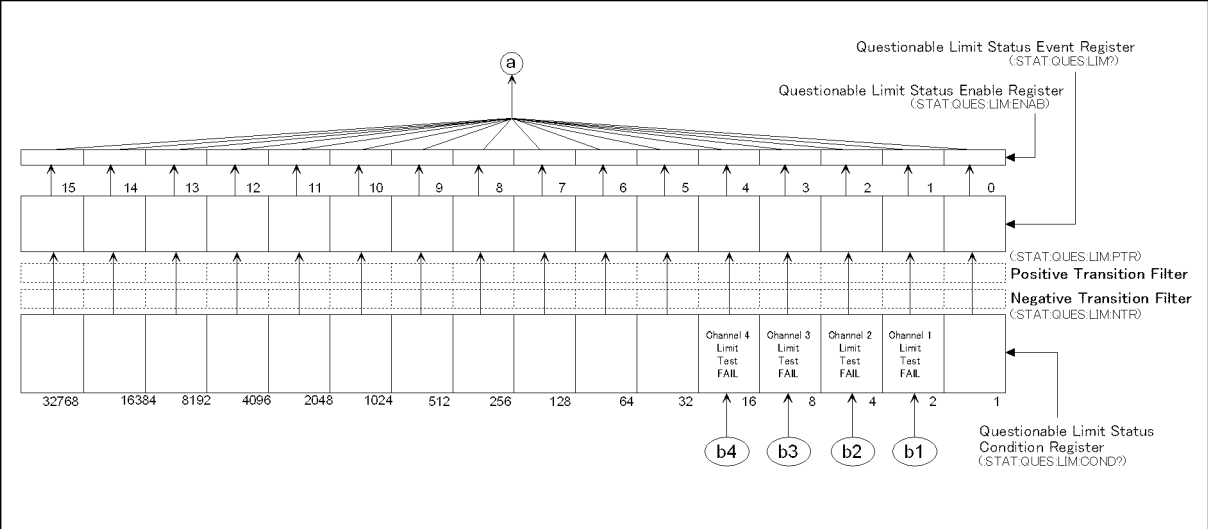 Questionable Limit Status Event Register
(:STAT:QUES:LIM?)
a
Questionable Limit Status Enable Register
(:STAT:QUES:LIM:ENAB)
15 14 13 12 11 10 9 8 7 6 5 4 3 2 1 0
(:STAT:QUES:LIM:PTR)
Positive Transition Filter
Negative Transition Filter
(:STAT:QUES:LIM:NTR)
Channel 4 Channel 3 Channel 2 Channel 1
Limit Limit Limit Limit
Test Test Test Test
FAIL FAIL FAIL FAIL
32768 16384 8192 4096 2048 1024 512 256 128 64 32 16 8 4 2 1
b4 b3 b2 b1
Questionable Limit Status
Condition Register
(:STAT:QUES:LIM:COND?)